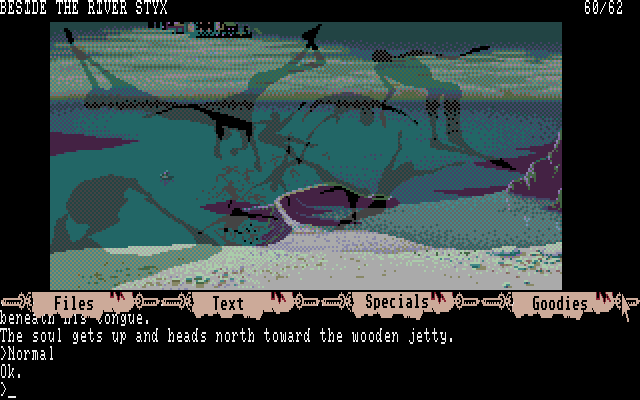 BESIDE THE RIVER STYX 60/62
Files Text Specials Goodies
beneath his tongue.
The soul gets up and heads north toward the wooden jetty.
>Normal
Ok.
>_